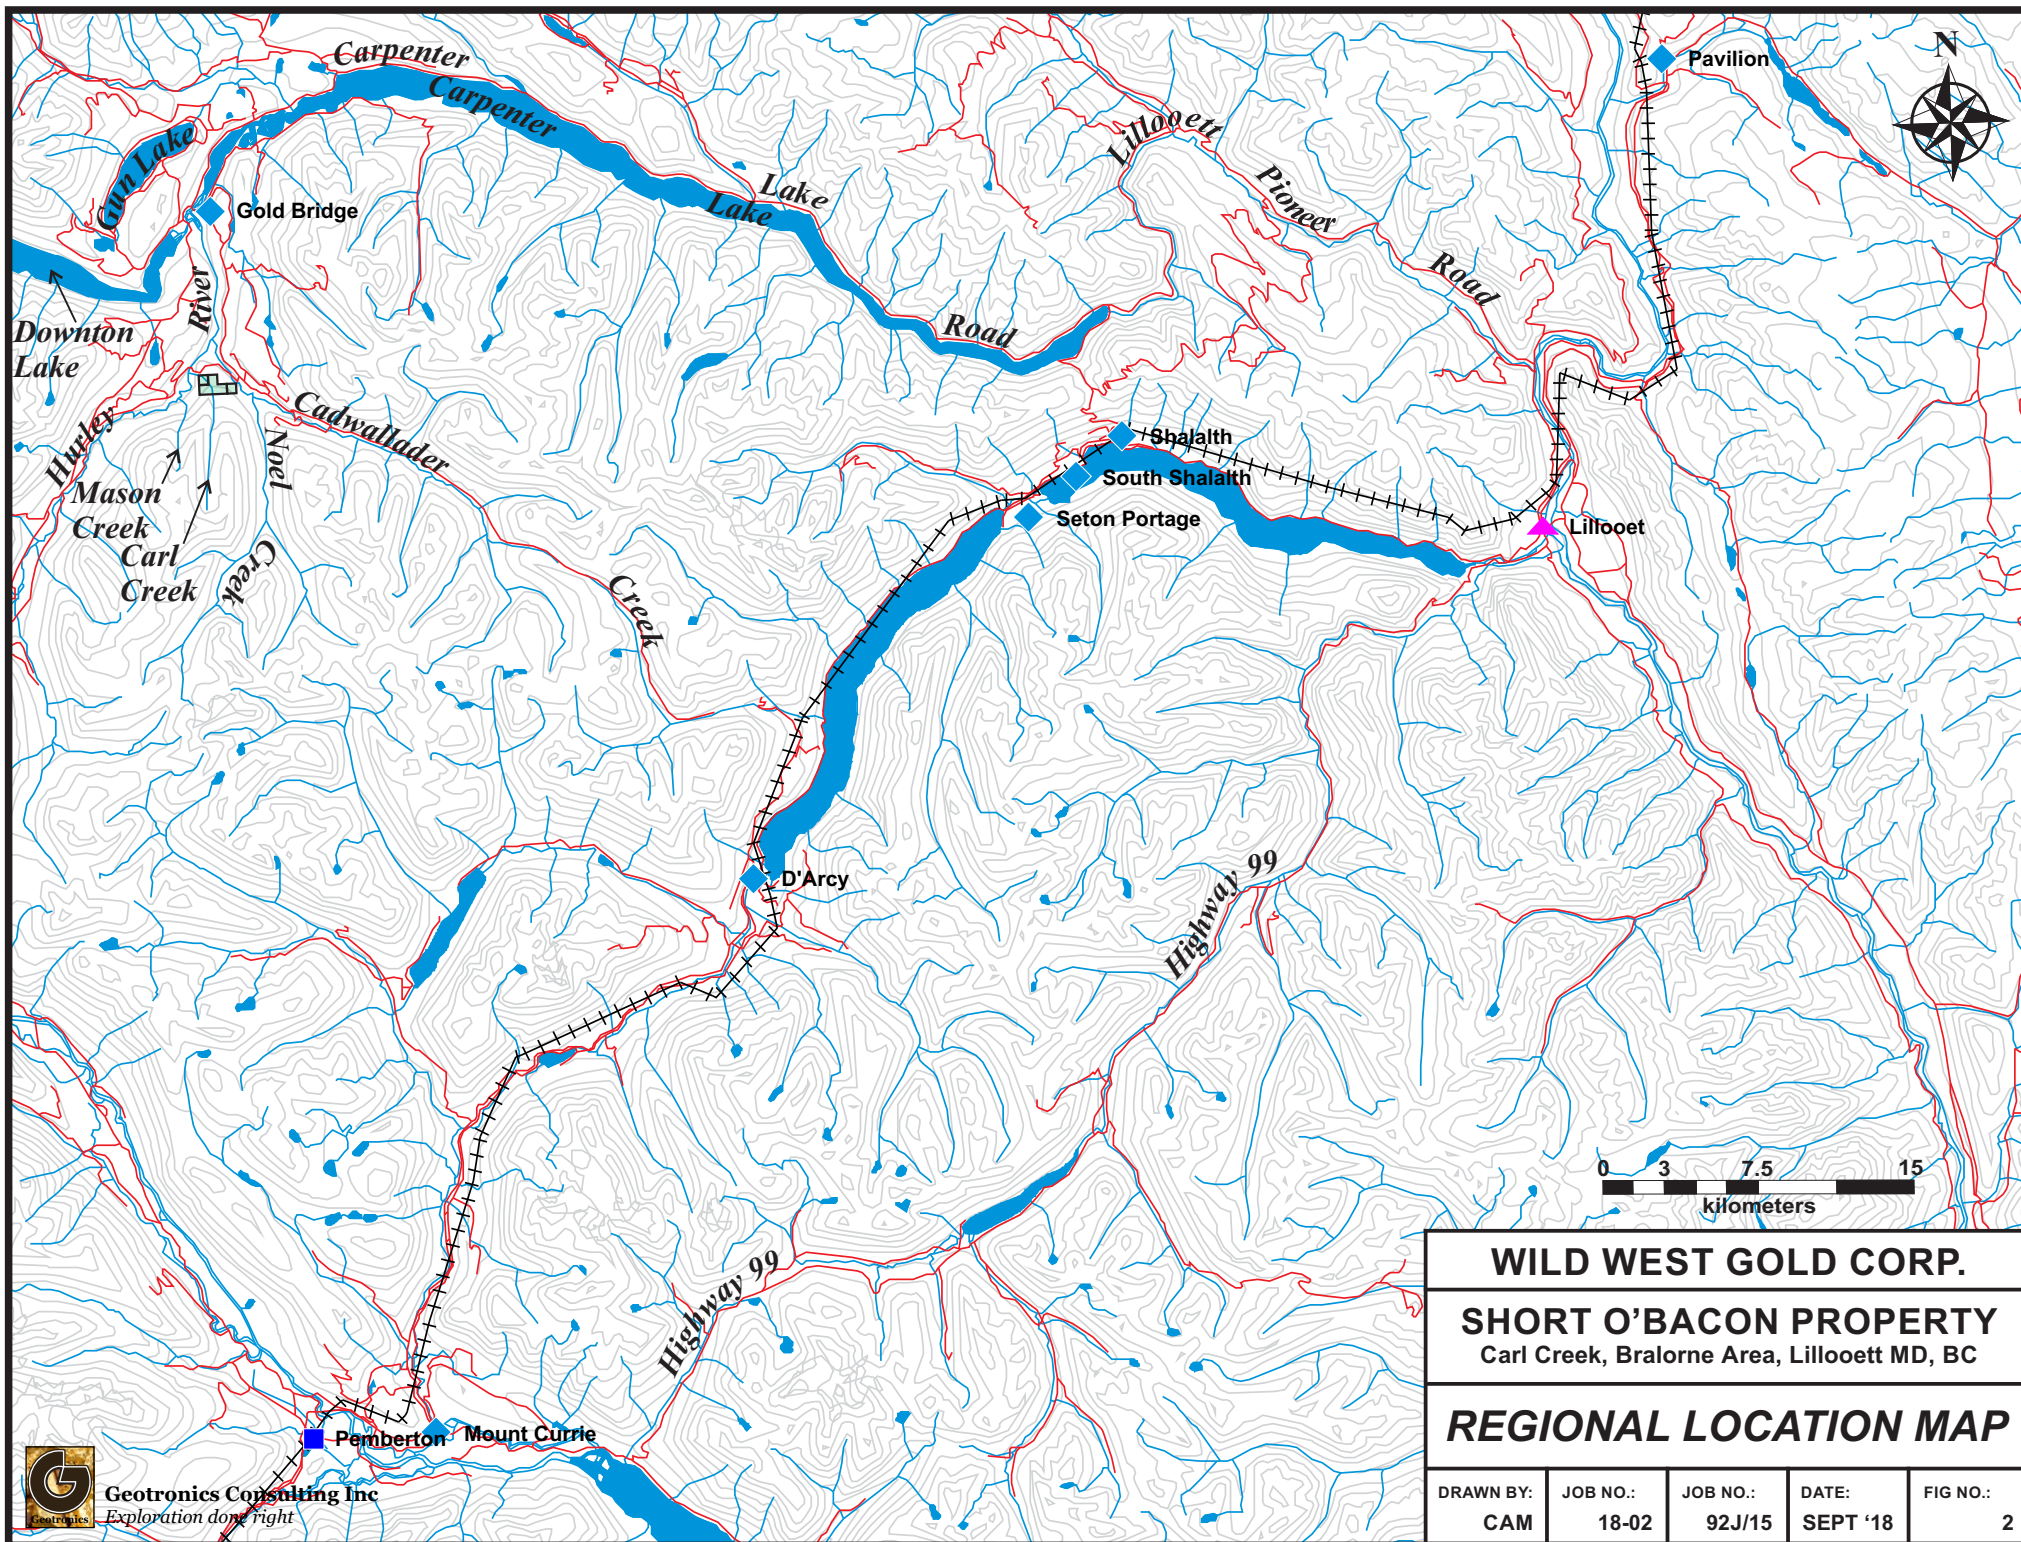 Carpenter
Carpenter
Lake
Lake
Road
Gun Lake
Gold Bridge
Downton
Lake
River
Hurley
Mason
Creek
Carl
Creek
Noel
Creek
Cadwallader
Creek
Lillooett
Pioneer
Road
Pavilion
N
Shalalth
South Shalalth
Seton Portage
Lillooet
D'Arcy
Highway 99
Highway 99
Pemberton
Mount Currie
0 3 7.5 15
kilometers
WILD WEST GOLD CORP.
SHORT O’BACON PROPERTY
Carl Creek, Bralorne Area, Lillooett MD, BC
REGIONAL LOCATION MAP
DRAWN BY: JOB NO.: JOB NO.: DATE: FIG NO.:
CAM 18-02 92J/15 SEPT ‘18 2
Geotronics
Geotronics Consulting Inc
Exploration done right